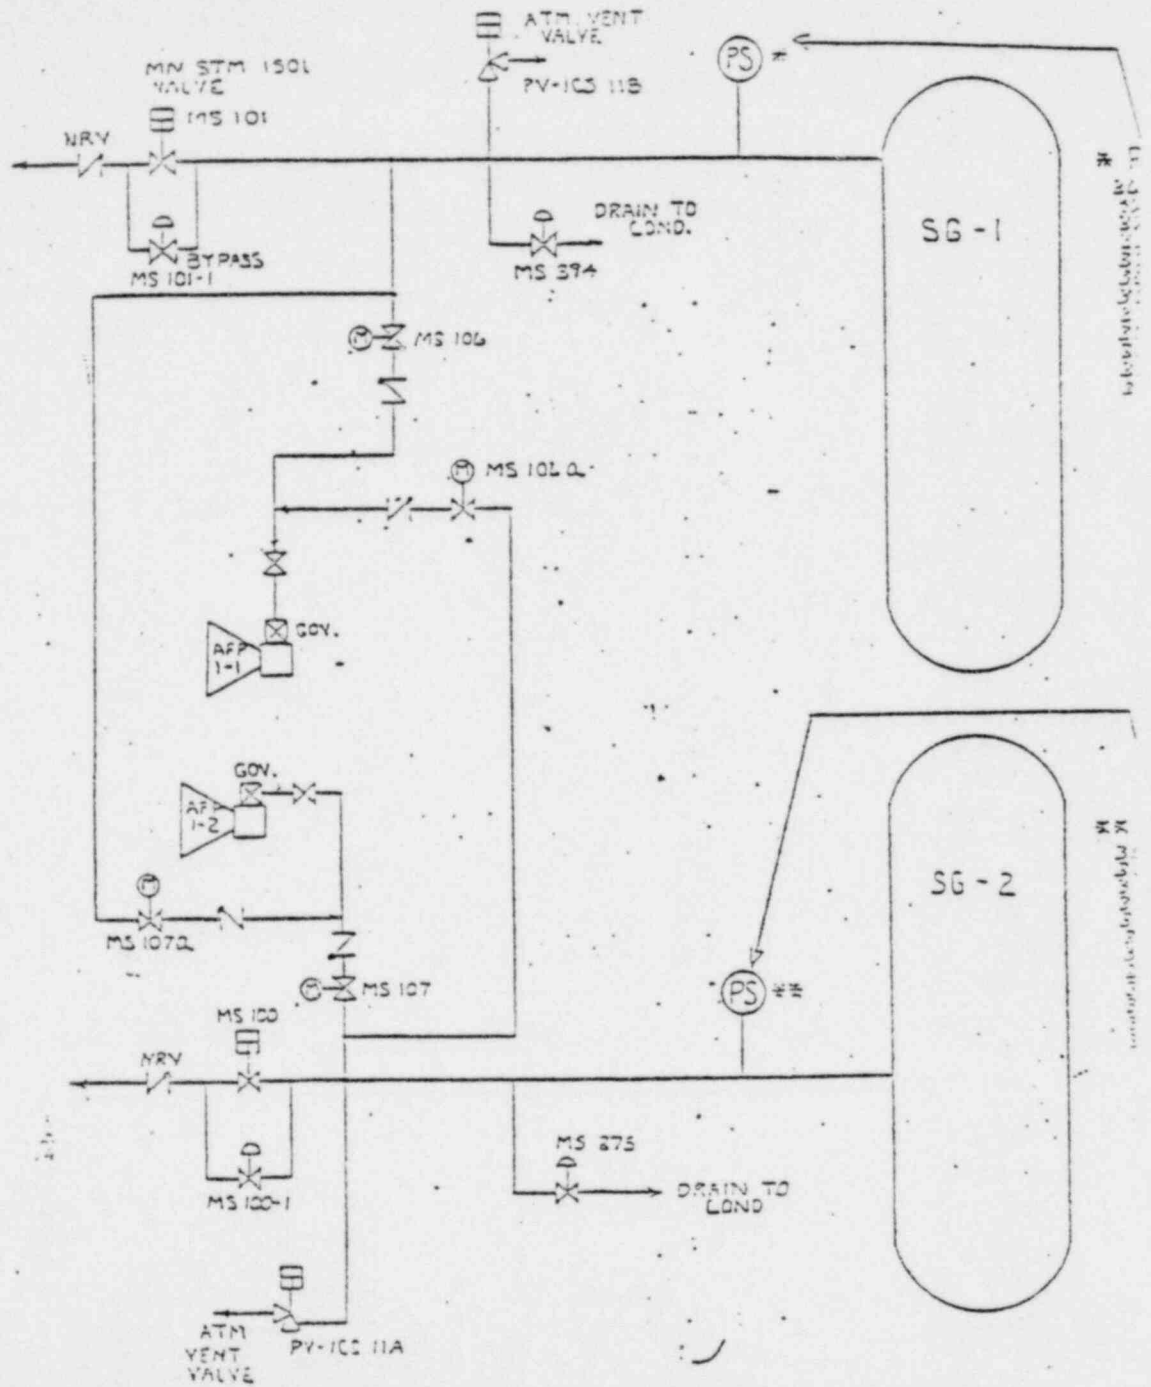 ATM VENT
VALVE
PV-ICS 11B
PS *
MN STM ISOL
VALVE
MS 101
NRV
BYPASS
MS 101-1
DRAIN TO
COND.
MS 394
SG-1
*
MS 106
MS 106a
GOV.
AFP
1-1
GOV.
AFP
1-2
SG-2
**
MS 107a
MS 107
PS **
MS 100
NRV
MS 100-1
MS 375
DRAIN TO
COND
ATM
VENT
VALVE
PV-ICS 11A
M
M
M
M